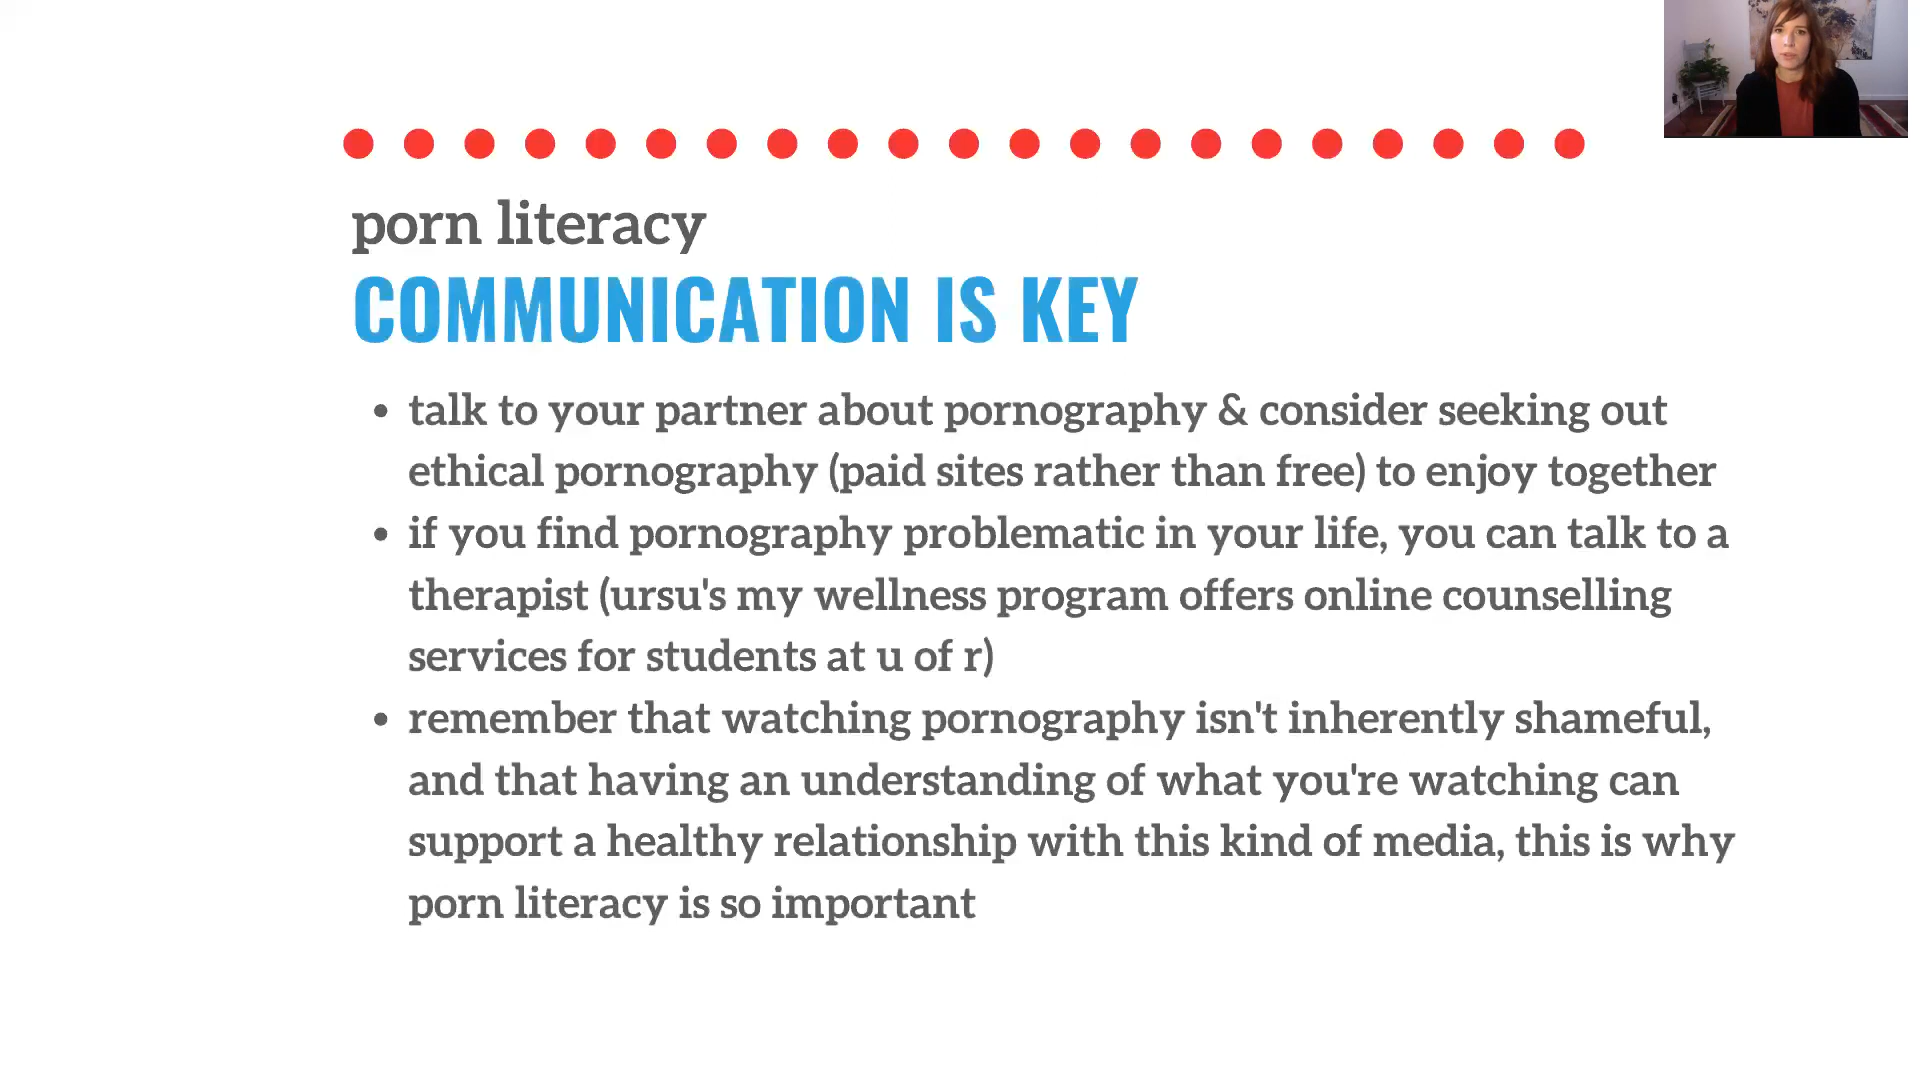 porn literacy
COMMUNICATION IS KEY
• talk to your partner about pornography & consider seeking out
ethical pornography (paid sites rather than free) to enjoy together
• if you find pornography problematic in your life, you can talk to a
therapist (ursu's my wellness program offers online counselling
services for students at u of r)
• remember that watching pornography isn't inherently shameful,
and that having an understanding of what you're watching can
support a healthy relationship with this kind of media, this is why
porn literacy is so important